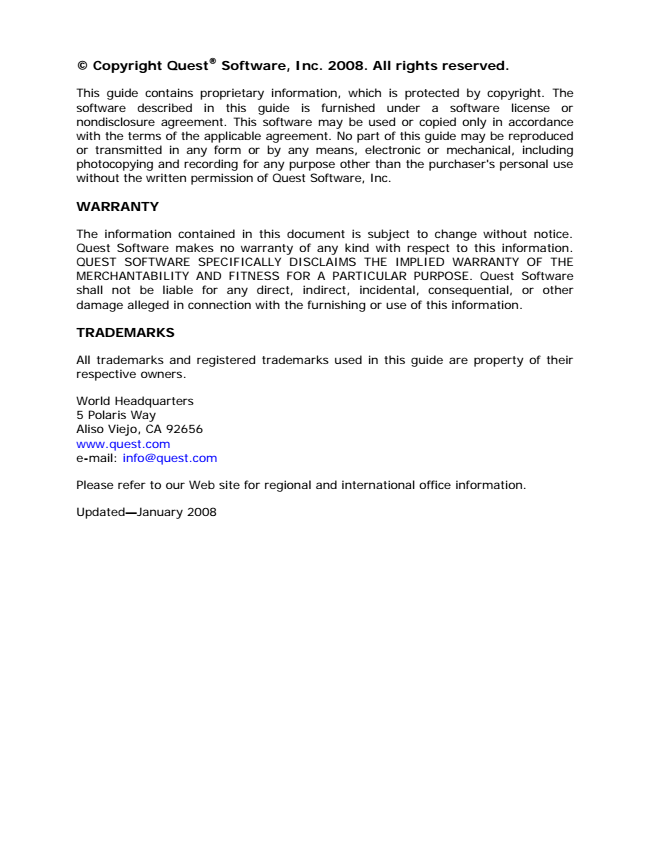 © Copyright Quest® Software, Inc. 2008. All rights reserved.
This guide contains proprietary information, which is protected by copyright. The
software described in this guide is furnished under a software license or
nondisclosure agreement. This software may be used or copied only in accordance
with the terms of the applicable agreement. No part of this guide may be reproduced
or transmitted in any form or by any means, electronic or mechanical, including
photocopying and recording for any purpose other than the purchaser's personal use
without the written permission of Quest Software, Inc.
WARRANTY
The information contained in this document is subject to change without notice.
Quest Software makes no warranty of any kind with respect to this information.
QUEST SOFTWARE SPECIFICALLY DISCLAIMS THE IMPLIED WARRANTY OF THE
MERCHANTABILITY AND FITNESS FOR A PARTICULAR PURPOSE. Quest Software
shall not be liable for any direct, indirect, incidental, consequential, or other
damage alleged in connection with the furnishing or use of this information.
TRADEMARKS
All trademarks and registered trademarks used in this guide are property of their
respective owners.
World Headquarters
5 Polaris Way
Aliso Viejo, CA 92656
www.quest.com
e-mail: info@quest.com
Please refer to our Web site for regional and international office information.
Updated—January 2008